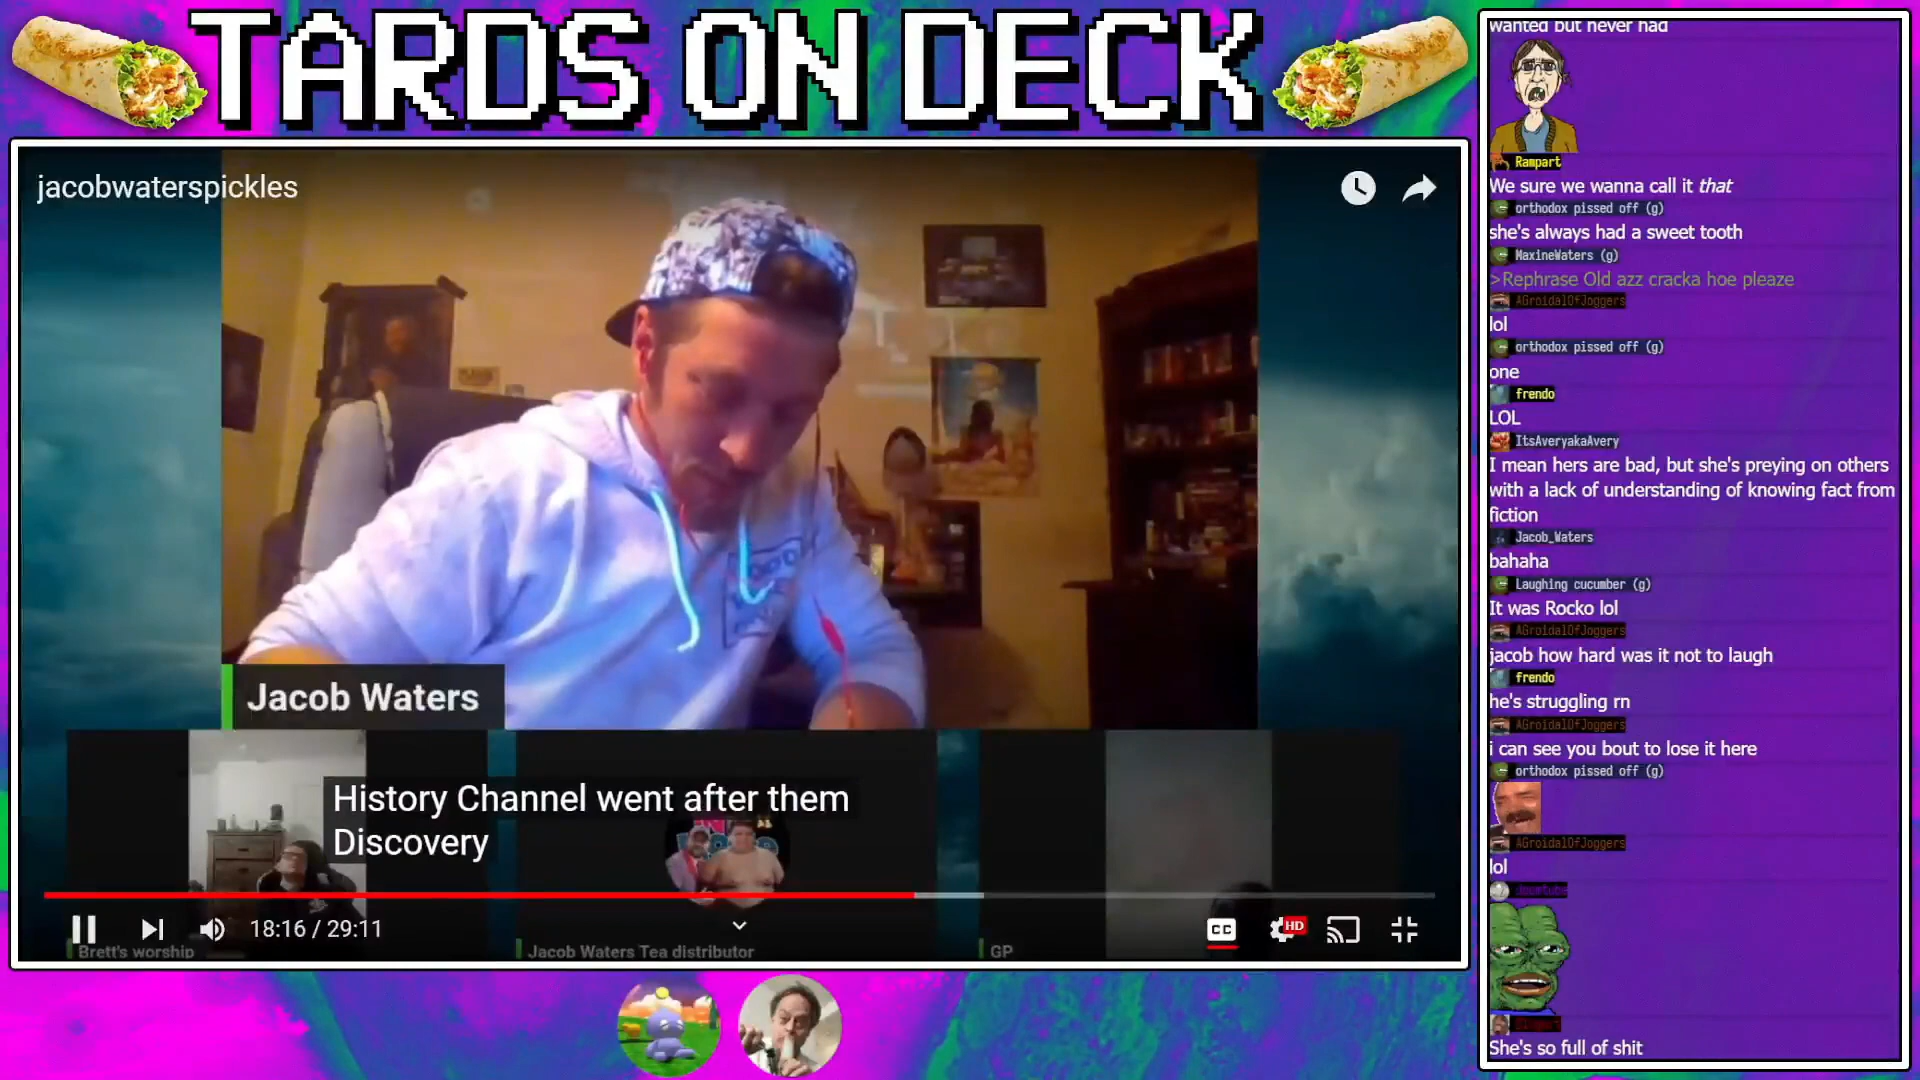 TARDS ON DECK
jacobwaterspickles
Jacob Waters
History Channel went after them
Discovery
18:16 / 29:11
CC
HD
Brett's worship
Jacob Waters Tea distributor
GP
wanted but never had
Rampart
We sure we wanna call it that
orthodox pissed off (g)
she's always had a sweet tooth
MaxineWaters (g)
>Rephrase Old azz cracka hoe pleaze
AGroidalOfJoggers
lol
orthodox pissed off (g)
one
frendo
LOL
ItsAveryakaAvery
I mean hers are bad, but she's preying on others
with a lack of understanding of knowing fact from
fiction
Jacob_Waters
bahaha
Laughing cucumber (g)
It was Rocko lol
AGroidalOfJoggers
jacob how hard was it not to laugh
frendo
he's struggling rn
AGroidalOfJoggers
i can see you bout to lose it here
orthodox pissed off (g)
AGroidalOfJoggers
lol
She's so full of shit